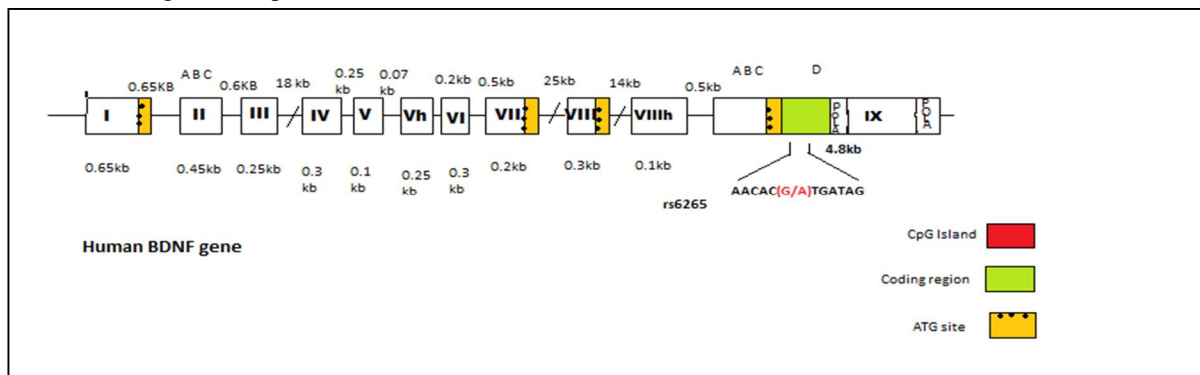 A B C A B C D
0.65KB 0.6KB 18 kb 0.25 kb 0.07 kb 0.2kb 0.5kb 25kb 14kb 0.5kb
I II III IV V Vh VI VII VIII VIIIh POLA IX POLA
0.65kb 0.45kb 0.25kb 0.3 kb 0.1 kb 0.25 kb 0.3 kb 0.2kb 0.3kb 0.1kb 4.8kb
rs6265 AACAC(G/A)TGATAG
Human BDNF gene
CpG Island
Coding region
ATG site